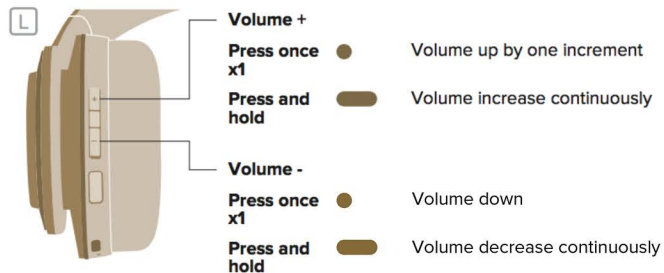 L
Volume +
Press once Volume up by one increment
x1
Press and Volume increase continuously
hold
Volume -
Press once Volume down
x1
Press and Volume decrease continuously
hold
+
-